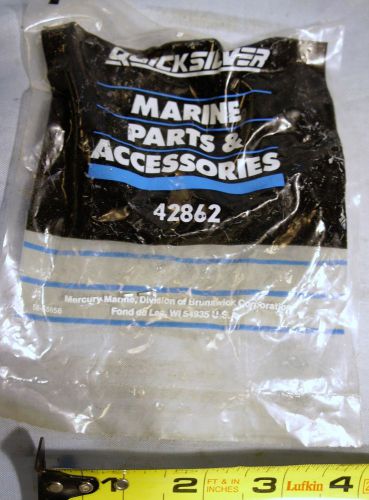 QUICKSILVER
MARINE
PARTS &
ACCESSORIES
42862
Mercury Marine, Division of Brunswick Corporation
Fond du Lac, WI 54935 U.S.
1 2 FT & IN INCHES 3 Lufkin 4